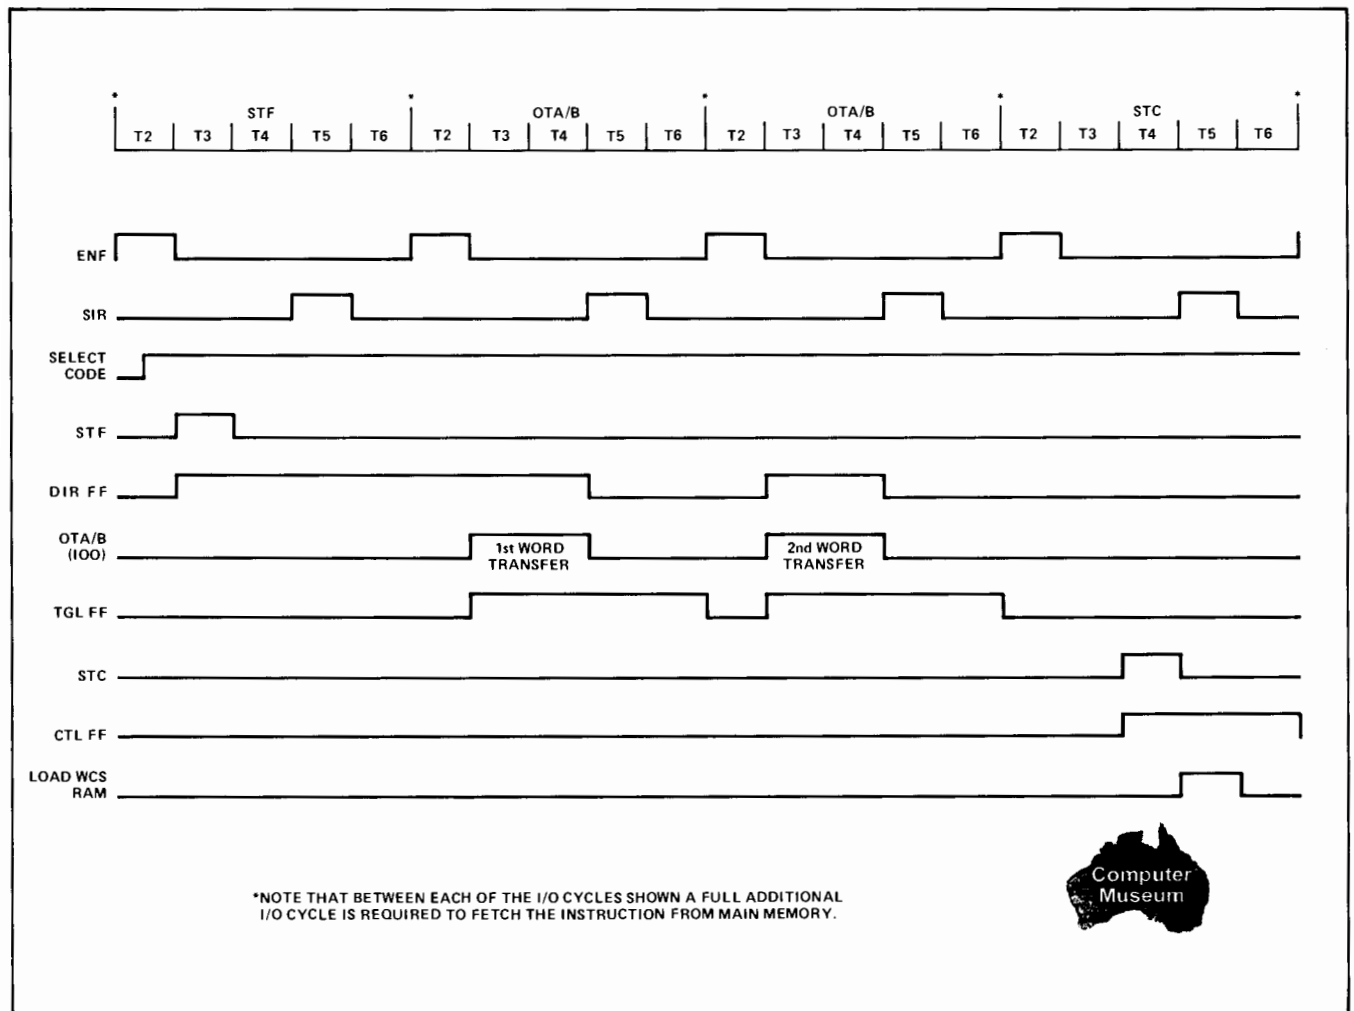 * * * * *
STF OTA/B OTA/B STC
T2 T3 T4 T5 T6 T2 T3 T4 T5 T6 T2 T3 T4 T5 T6 T2 T3 T4 T5 T6
ENF
SIR
SELECT
CODE
STF
DIR FF
OTA/B
(IOO)
1st WORD
TRANSFER
2nd WORD
TRANSFER
TGL FF
STC
CTL FF
LOAD WCS
RAM
Computer
Museum
*NOTE THAT BETWEEN EACH OF THE I/O CYCLES SHOWN A FULL ADDITIONAL
I/O CYCLE IS REQUIRED TO FETCH THE INSTRUCTION FROM MAIN MEMORY.